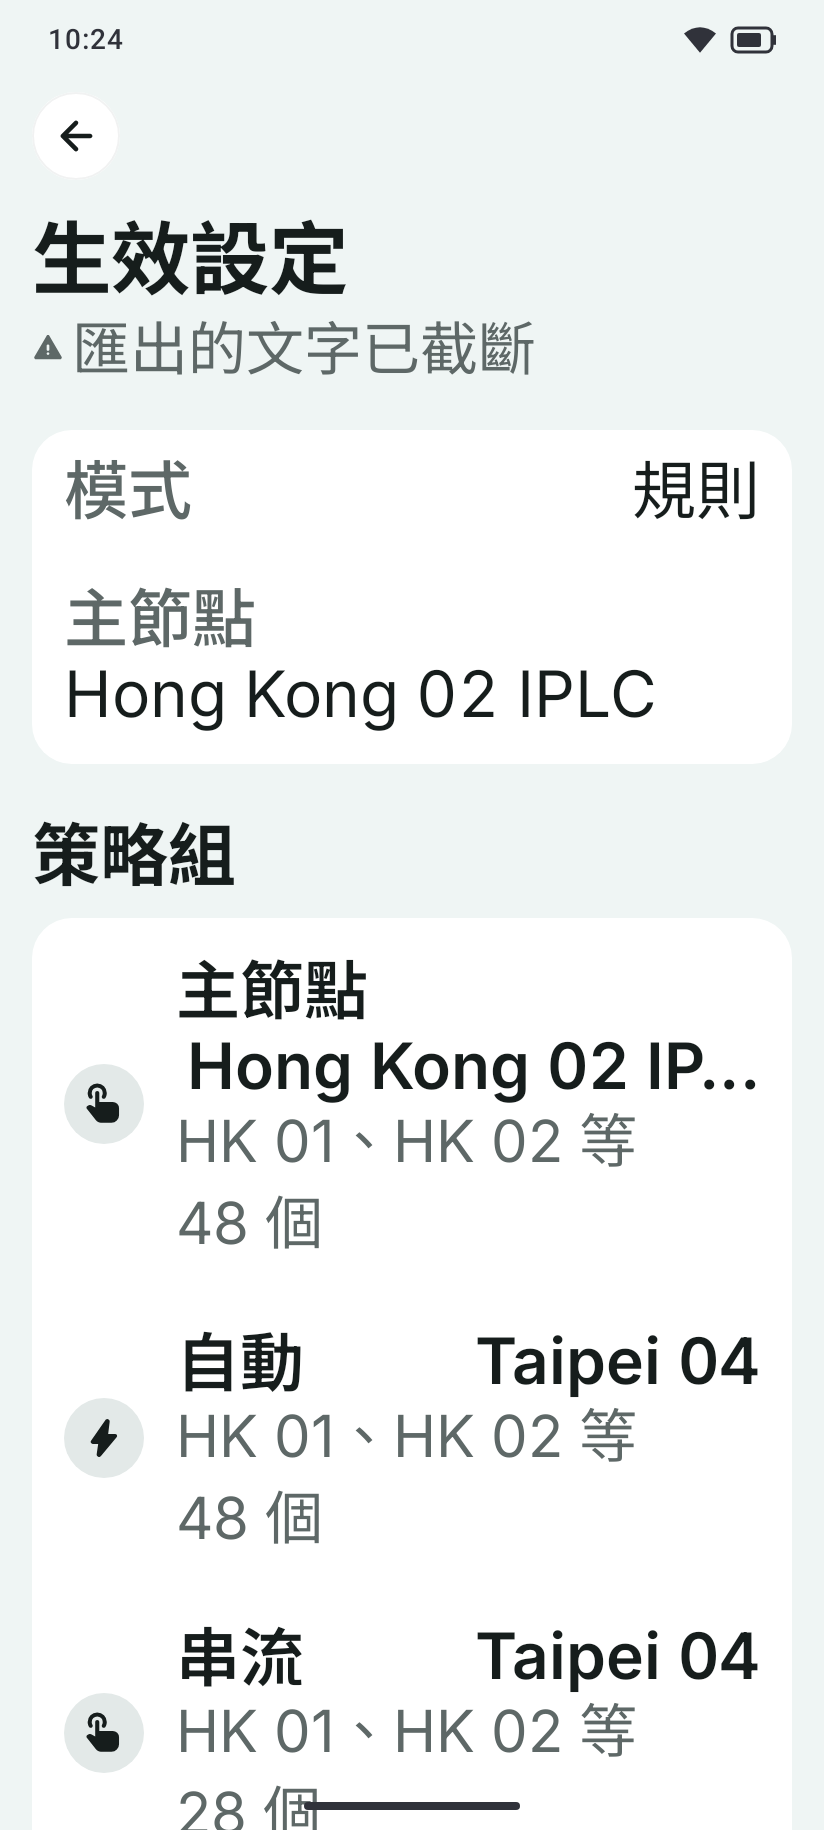 10:24
生效設定
匯出的文字已截斷
模式 規則
主節點
Hong Kong 02 IPLC
策略組
主節點
Hong Kong 02 IP...
HK 01、HK 02 等
48 個
自動 Taipei 04
HK 01、HK 02 等
48 個
串流 Taipei 04
HK 01、HK 02 等
28 個